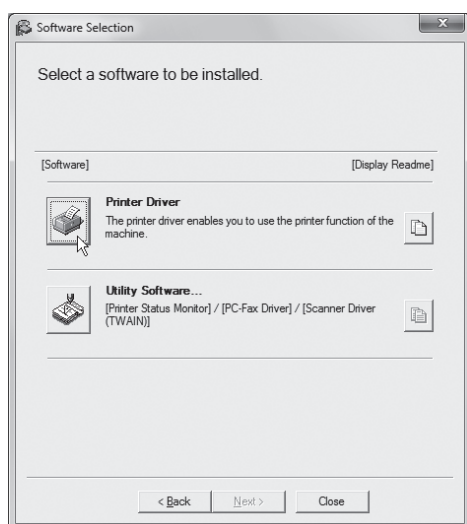 Software Selection
X
Select a software to be installed.
[Software] [Display Readme]
Printer Driver
The printer driver enables you to use the printer function of the
machine.
Utility Software...
[Printer Status Monitor] / [PC-Fax Driver] / [Scanner Driver
(TWAIN)]
< Back Next > Close